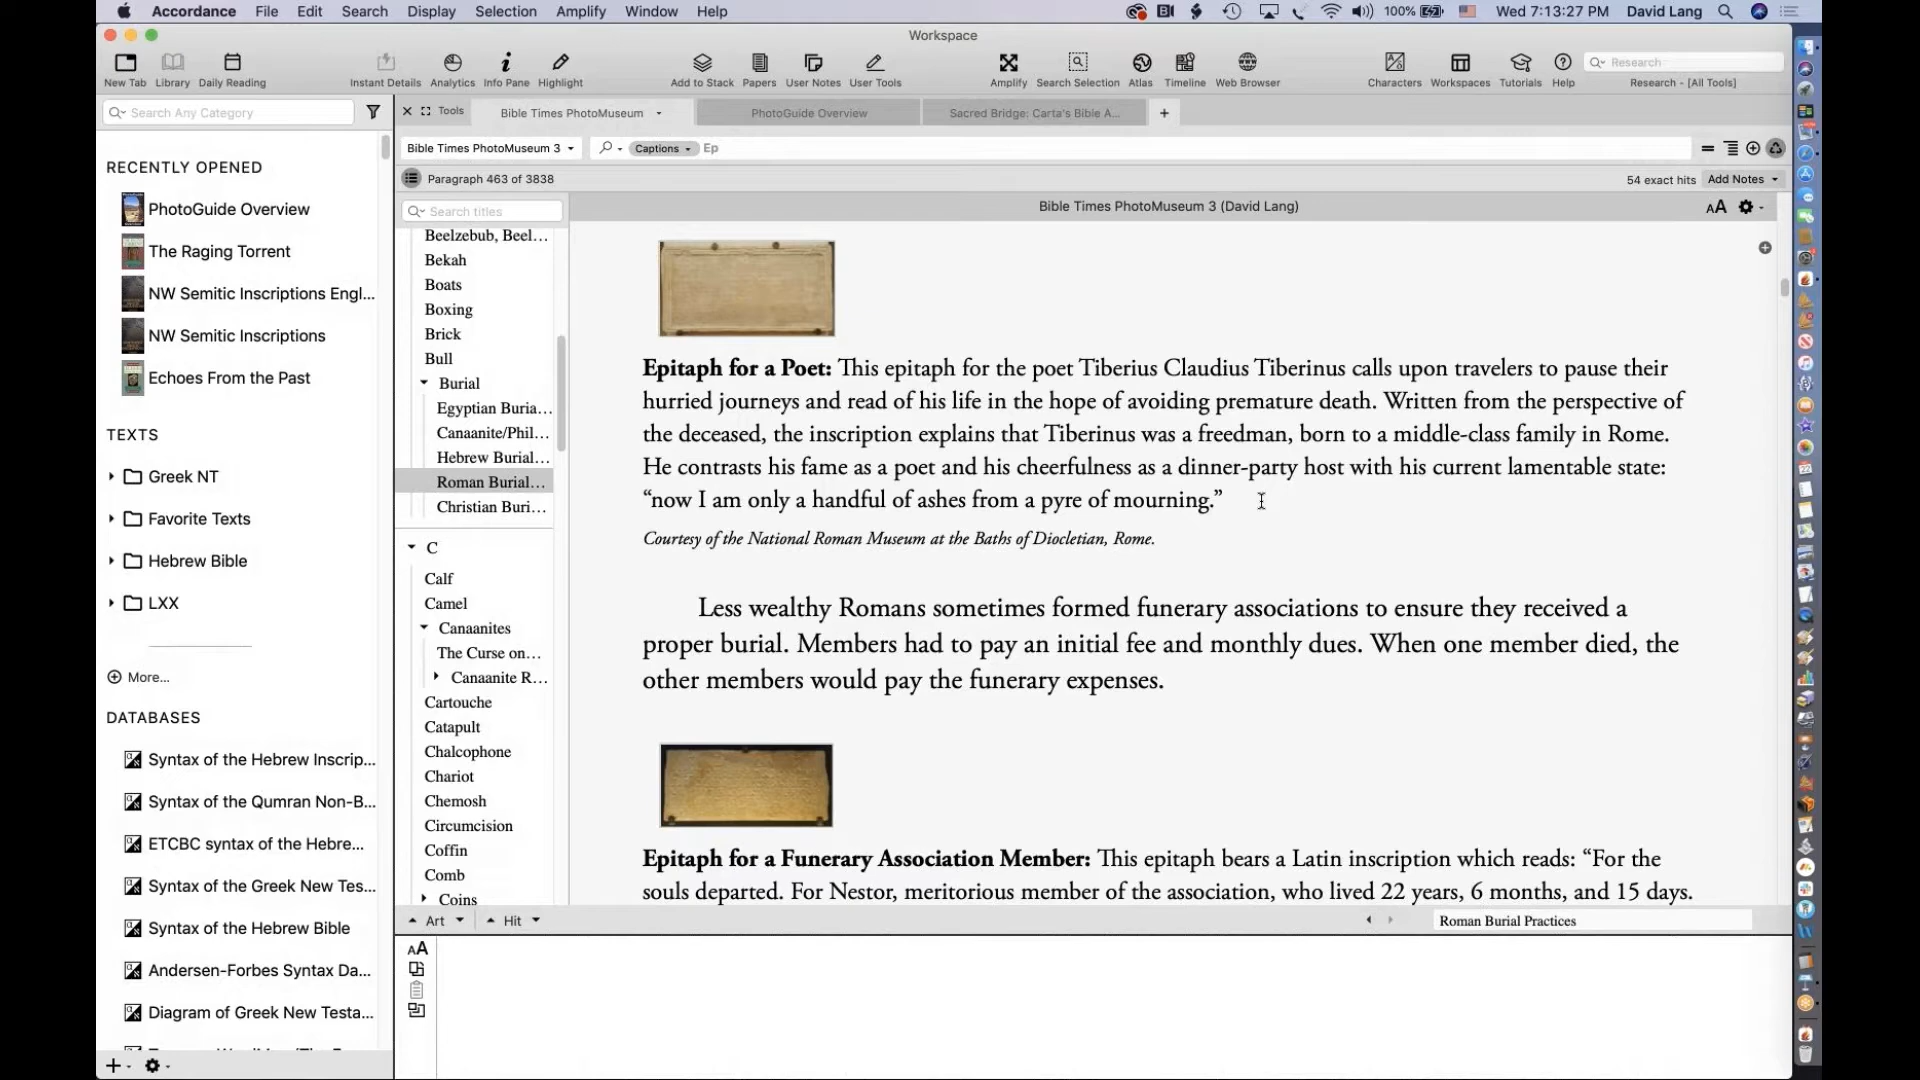 Accordance File Edit Search Display Selection Amplify Window Help
100% Wed 7:13:27 PM David Lang
Workspace
New Tab Library Daily Reading Instant Details Analytics Info Pane Highlight Add to Stack Papers User Notes User Tools Amplify Search Selection Atlas Timeline Web Browser Characters Workspaces Tutorials Help
Research
Research - [All Tools]
Search Any Category
RECENTLY OPENED
PhotoGuide Overview
The Raging Torrent
NW Semitic Inscriptions Engl...
NW Semitic Inscriptions
Echoes From the Past
TEXTS
Greek NT
Favorite Texts
Hebrew Bible
LXX
More...
DATABASES
Syntax of the Hebrew Inscrip...
Syntax of the Qumran Non-B...
ETCBC syntax of the Hebre...
Syntax of the Greek New Tes...
Syntax of the Hebrew Bible
Andersen-Forbes Syntax Da...
Diagram of Greek New Testa...
Tools Bible Times PhotoMuseum PhotoGuide Overview Sacred Bridge: Carta's Bible A...
Bible Times PhotoMuseum 3 Captions Ep
Paragraph 463 of 3838 54 exact hits Add Notes
Search titles
Beelzebub, Beel...
Bekah
Boats
Boxing
Brick
Bull
Burial
Egyptian Buria...
Canaanite/Phil...
Hebrew Burial...
Roman Burial...
Christian Buri...
C
Calf
Camel
Canaanites
The Curse on...
Canaanite R...
Cartouche
Catapult
Chalcophone
Chariot
Chemosh
Circumcision
Coffin
Comb
Coins
Bible Times PhotoMuseum 3 (David Lang) AA
Epitaph for a Poet: This epitaph for the poet Tiberius Claudius Tiberinus calls upon travelers to pause their
hurried journeys and read of his life in the hope of avoiding premature death. Written from the perspective of
the deceased, the inscription explains that Tiberinus was a freedman, born to a middle-class family in Rome.
He contrasts his fame as a poet and his cheerfulness as a dinner-party host with his current lamentable state:
“now I am only a handful of ashes from a pyre of mourning.”
Courtesy of the National Roman Museum at the Baths of Diocletian, Rome.
Less wealthy Romans sometimes formed funerary associations to ensure they received a
proper burial. Members had to pay an initial fee and monthly dues. When one member died, the
other members would pay the funerary expenses.
Epitaph for a Funerary Association Member: This epitaph bears a Latin inscription which reads: “For the
souls departed. For Nestor, meritorious member of the association, who lived 22 years, 6 months, and 15 days.
Art Hit Roman Burial Practices
AA